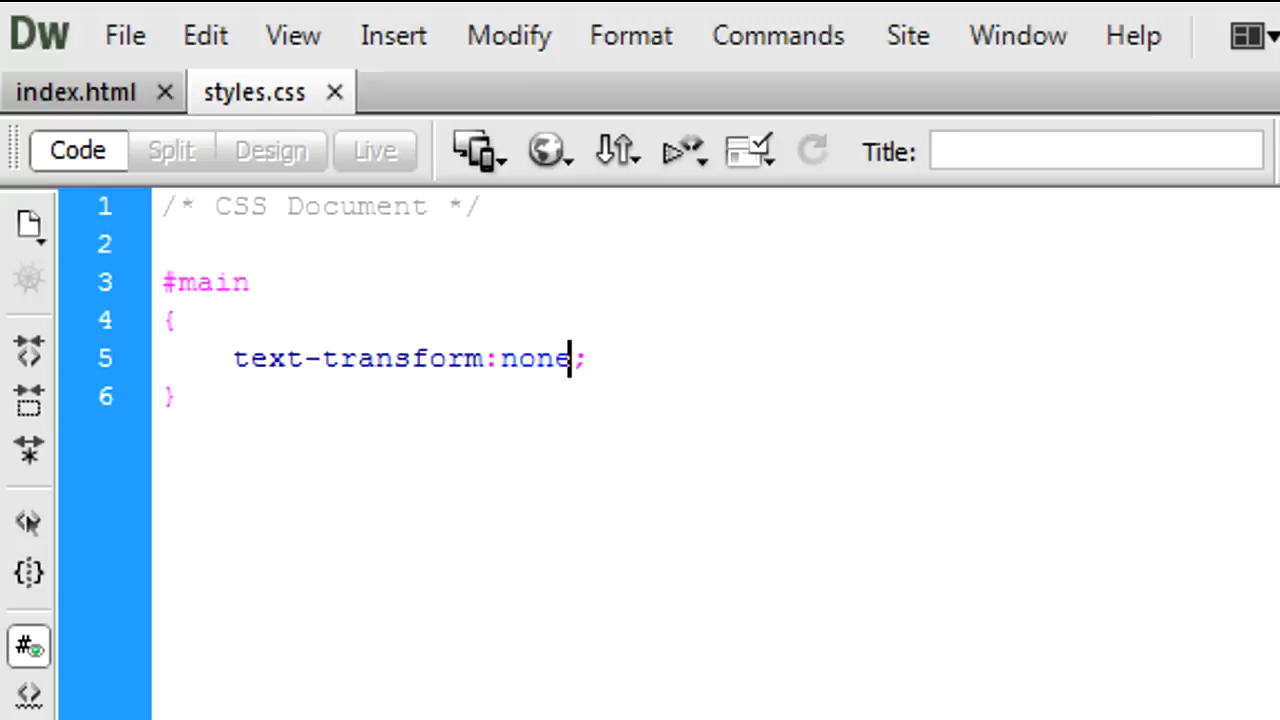 Dw File Edit View Insert Modify Format Commands Site Window Help
index.html styles.css
Code Split Design Live Title:
1 /* CSS Document */
2
3 #main
4 {
5 text-transform:none;
6 }